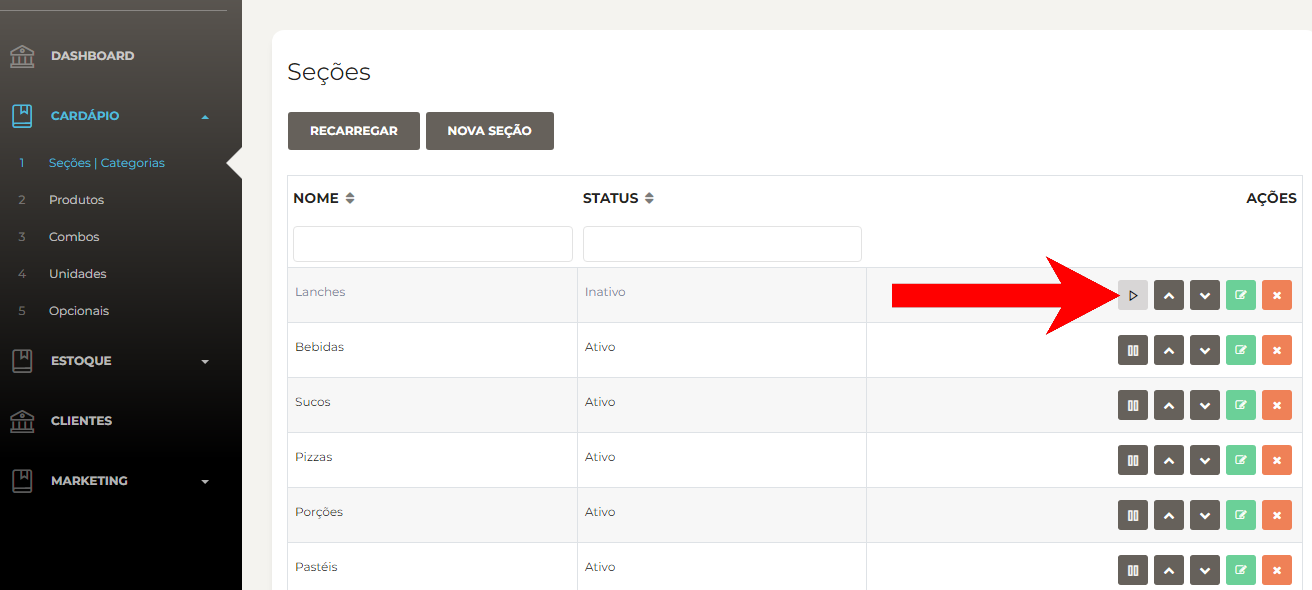 DASHBOARD
CARDÁPIO
1 Seções | Categorias
2 Produtos
3 Combos
4 Unidades
5 Opcionais
ESTOQUE
CLIENTES
MARKETING
Seções
RECARREGAR NOVA SEÇÃO
NOME STATUS AÇÕES
Lanches Inativo
Bebidas Ativo
Sucos Ativo
Pizzas Ativo
Porções Ativo
Pastéis Ativo